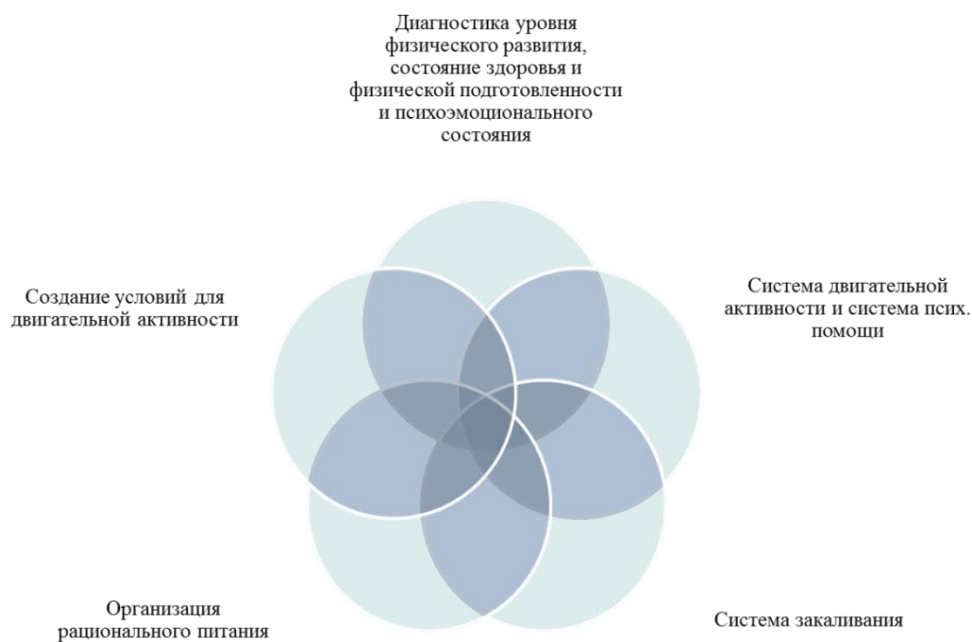 Диагностика уровня
физического развития,
состояние здоровья и
физической подготовленности
и психоэмоционального
состояния
Создание условий для
двигательной активности
Система двигательной
активности и система псих.
помощи
Организация
рационального питания
Система закаливания